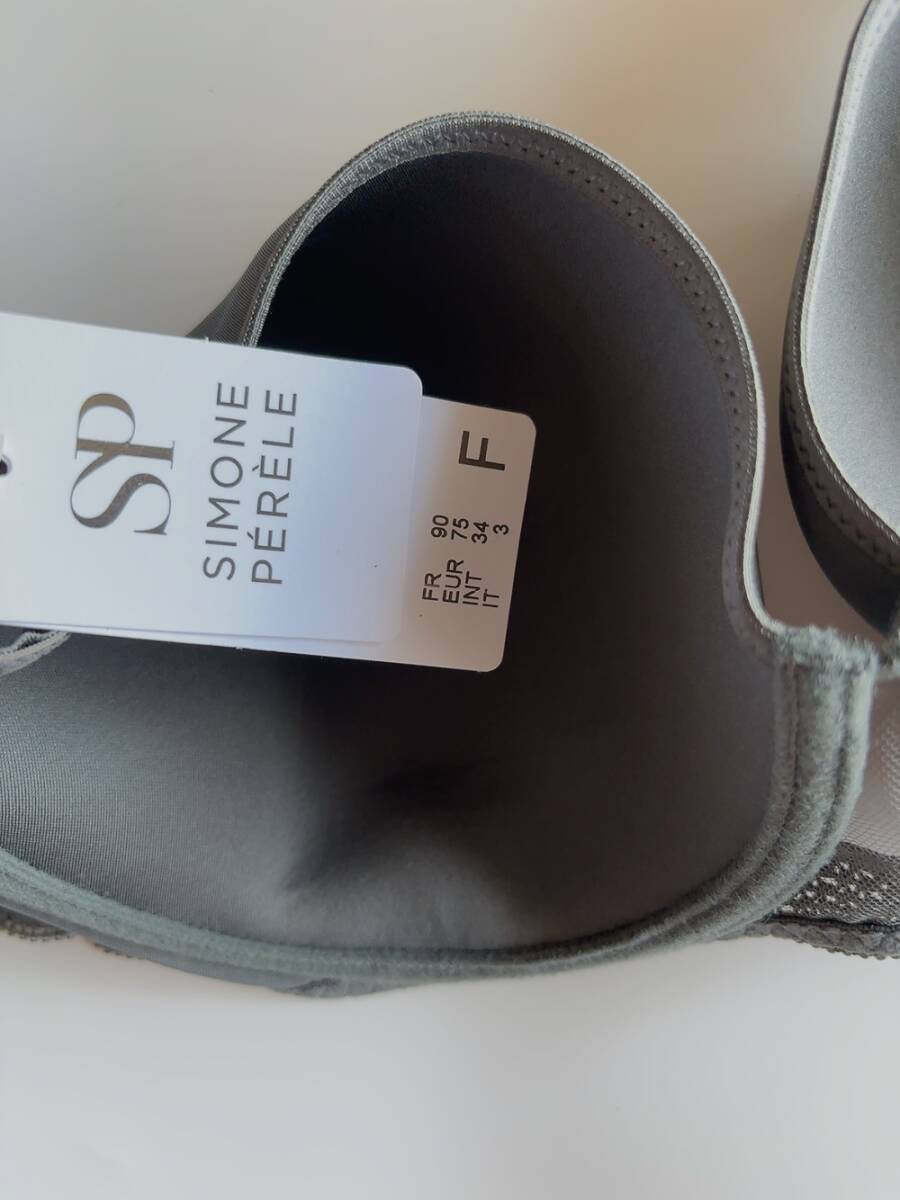 SP
SIMONE
PÉRÈLE
FR 90
EUR 75
INT 34
IT 3
F